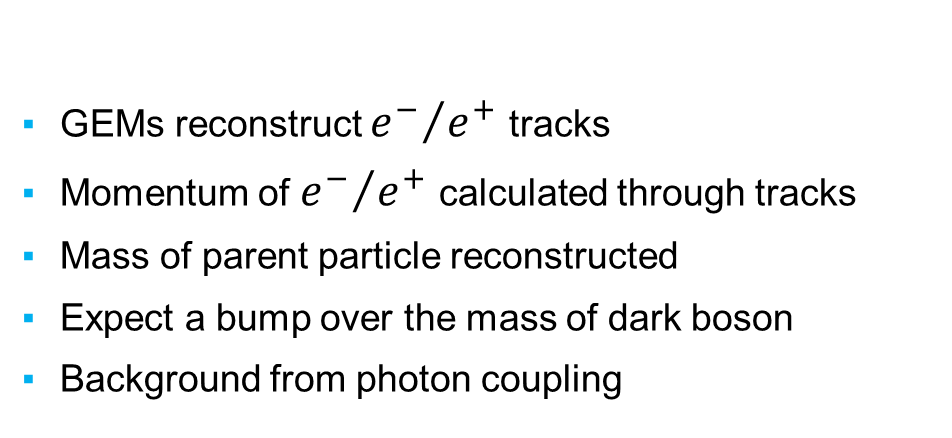 ▪ GEMs reconstruct e⁻/e⁺ tracks
▪ Momentum of e⁻/e⁺ calculated through tracks
▪ Mass of parent particle reconstructed
▪ Expect a bump over the mass of dark boson
▪ Background from photon coupling